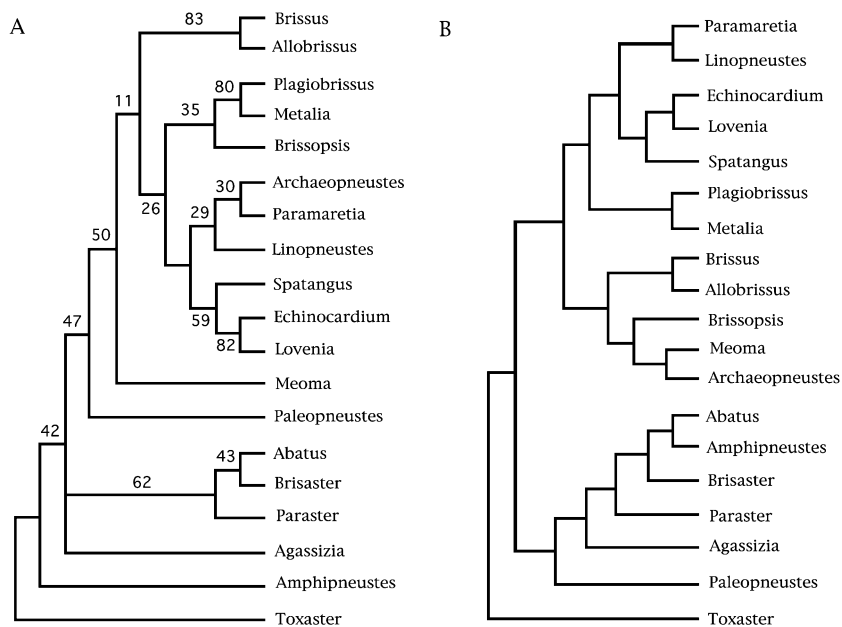 A
83
Brissus
Allobrissus
11
80
Plagiobrissus
35
Metalia
Brissopsis
30
Archaeopneustes
26
29
Paramaretia
50
Linopneustes
Spatangus
59
Echinocardium
47
82
Lovenia
Meoma
Paleopneustes
42
43
Abatus
62
Brisaster
Paraster
Agassizia
Amphipneustes
Toxaster
B
Paramaretia
Linopneustes
Echinocardium
Lovenia
Spatangus
Plagiobrissus
Metalia
Brissus
Allobrissus
Brissopsis
Meoma
Archaeopneustes
Abatus
Amphipneustes
Brisaster
Paraster
Agassizia
Paleopneustes
Toxaster